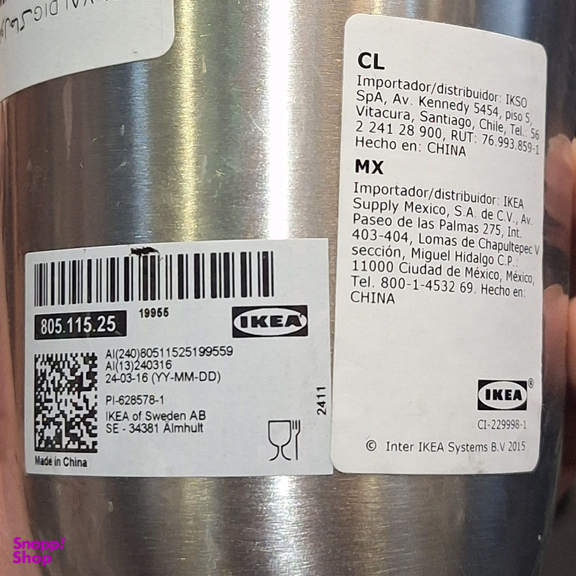 CL
Importador/distribuidor: IKSO
SpA, Av. Kennedy 5454, piso 5,
Vitacura, Santiago, Chile, Tel.: 56
2 241 28 900, RUT: 76.993.859-1
Hecho en: CHINA
MX
Importador/distribuidor: IKEA
Supply Mexico, S.A. de C.V., Av.
Paseo de las Palmas 275, Int.
403-404, Lomas de Chapultepec V
sección, Miguel Hidalgo C.P.:
11000 Ciudad de México, México,
Tel. 800-1-4532 69. Hecho en:
CHINA
IKEA®
CI-229998-1
© Inter IKEA Systems B.V 2015
805.115.25
19955
IKEA®
AI(240)80511525199559
AI(13)240316
24-03-16 (YY-MM-DD)
PI-628578-1
IKEA of Sweden AB
SE - 34381 Älmhult
2411
Made in China
Snapp!
Shop